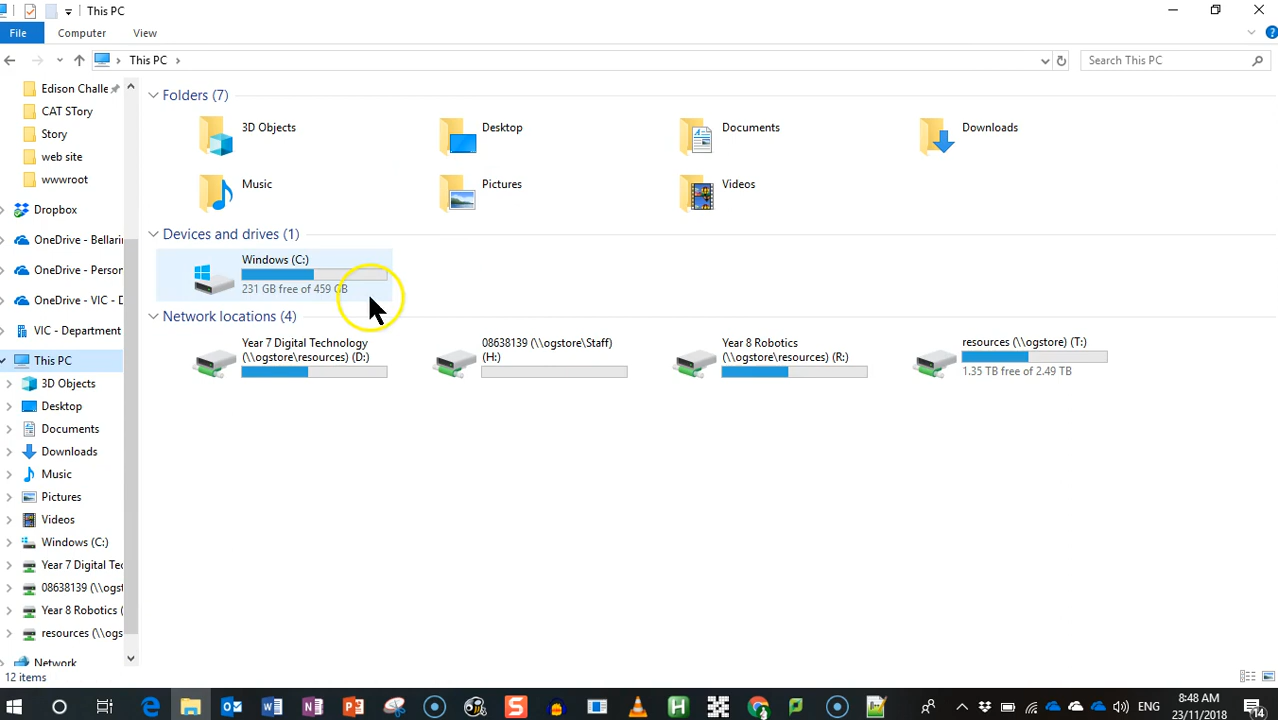 This PC
File
Computer
View
This PC
Search This PC
Edison Challe
CAT STory
Story
web site
wwwroot
Dropbox
OneDrive - Bellari
OneDrive - Person
OneDrive - VIC - D
VIC - Department
This PC
3D Objects
Desktop
Documents
Downloads
Music
Pictures
Videos
Windows (C:)
Year 7 Digital Tec
08638139 (\\ogst
Year 8 Robotics (
resources (\\ogs
Network
Folders (7)
3D Objects
Desktop
Documents
Downloads
Music
Pictures
Videos
Devices and drives (1)
Windows (C:)
231 GB free of 459 GB
Network locations (4)
Year 7 Digital Technology
(\\ogstore\resources) (D:)
08638139 (\\ogstore\Staff)
(H:)
Year 8 Robotics
(\\ogstore\resources) (R:)
resources (\\ogstore) (T:)
1.35 TB free of 2.49 TB
12 items
ENG
8:48 AM
23/11/2018
14